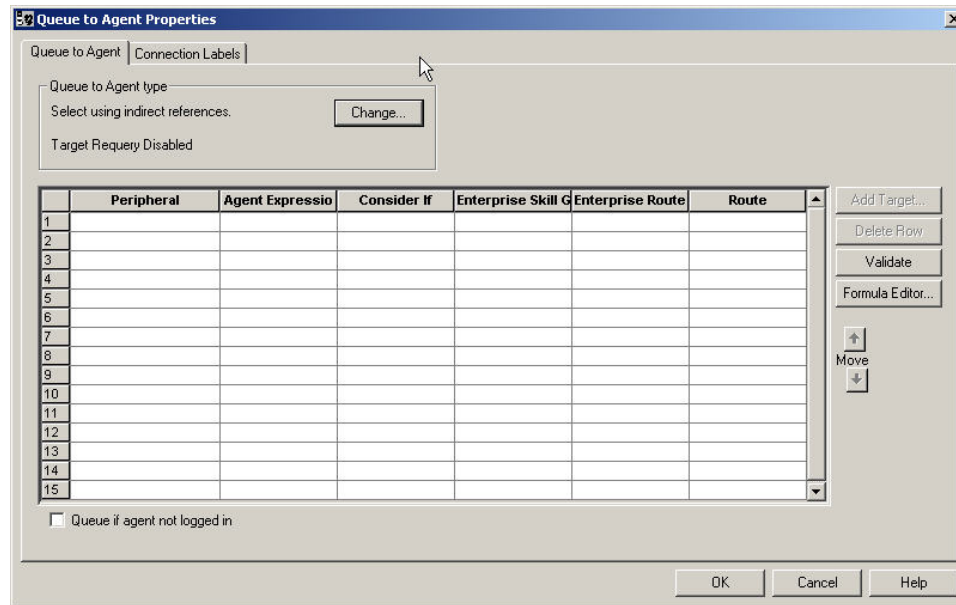 Queue to Agent Properties
Queue to Agent Connection Labels
Queue to Agent type
Select using indirect references. Change...
Target Requery Disabled
Peripheral Agent Expressio Consider If Enterprise Skill G Enterprise Route Route
Add Target...
1
2
Delete Row
3
Validate
4
5
Formula Editor...
6
7
8
Move
9
10
11
12
13
14
15
Queue if agent not logged in
OK Cancel Help